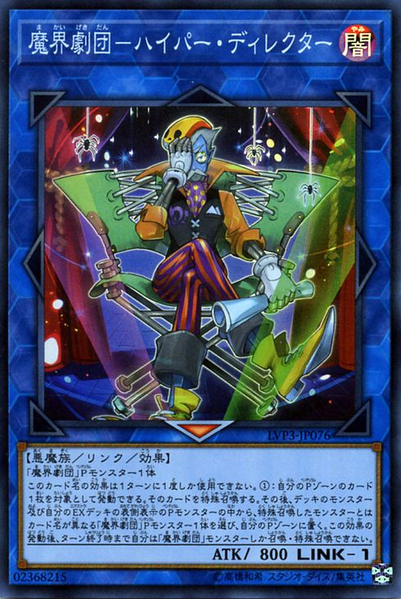 魔界劇団－ハイパー・ディレクター
闇
LVP3-JP076
【悪魔族／リンク／効果】
「魔界劇団」Pモンスター１体
このカード名の効果は１ターンに１度しか使用できない。①：自分のPゾーンのカード
１枚を対象として発動できる。そのカードを特殊召喚する。その後、デッキのモンスター
及び自分のEXデッキの表側表示のPモンスターの中から、特殊召喚したモンスターとは
カード名が異なる「魔界劇団」Pモンスター１体を選び、自分のPゾーンに置く。この効果の
発動後、ターン終了時まで自分は「魔界劇団」モンスターしか召喚・特殊召喚できない。
ATK/ 800 LINK-1
02368215
©高橋和希 スタジオ・ダイス/集英社